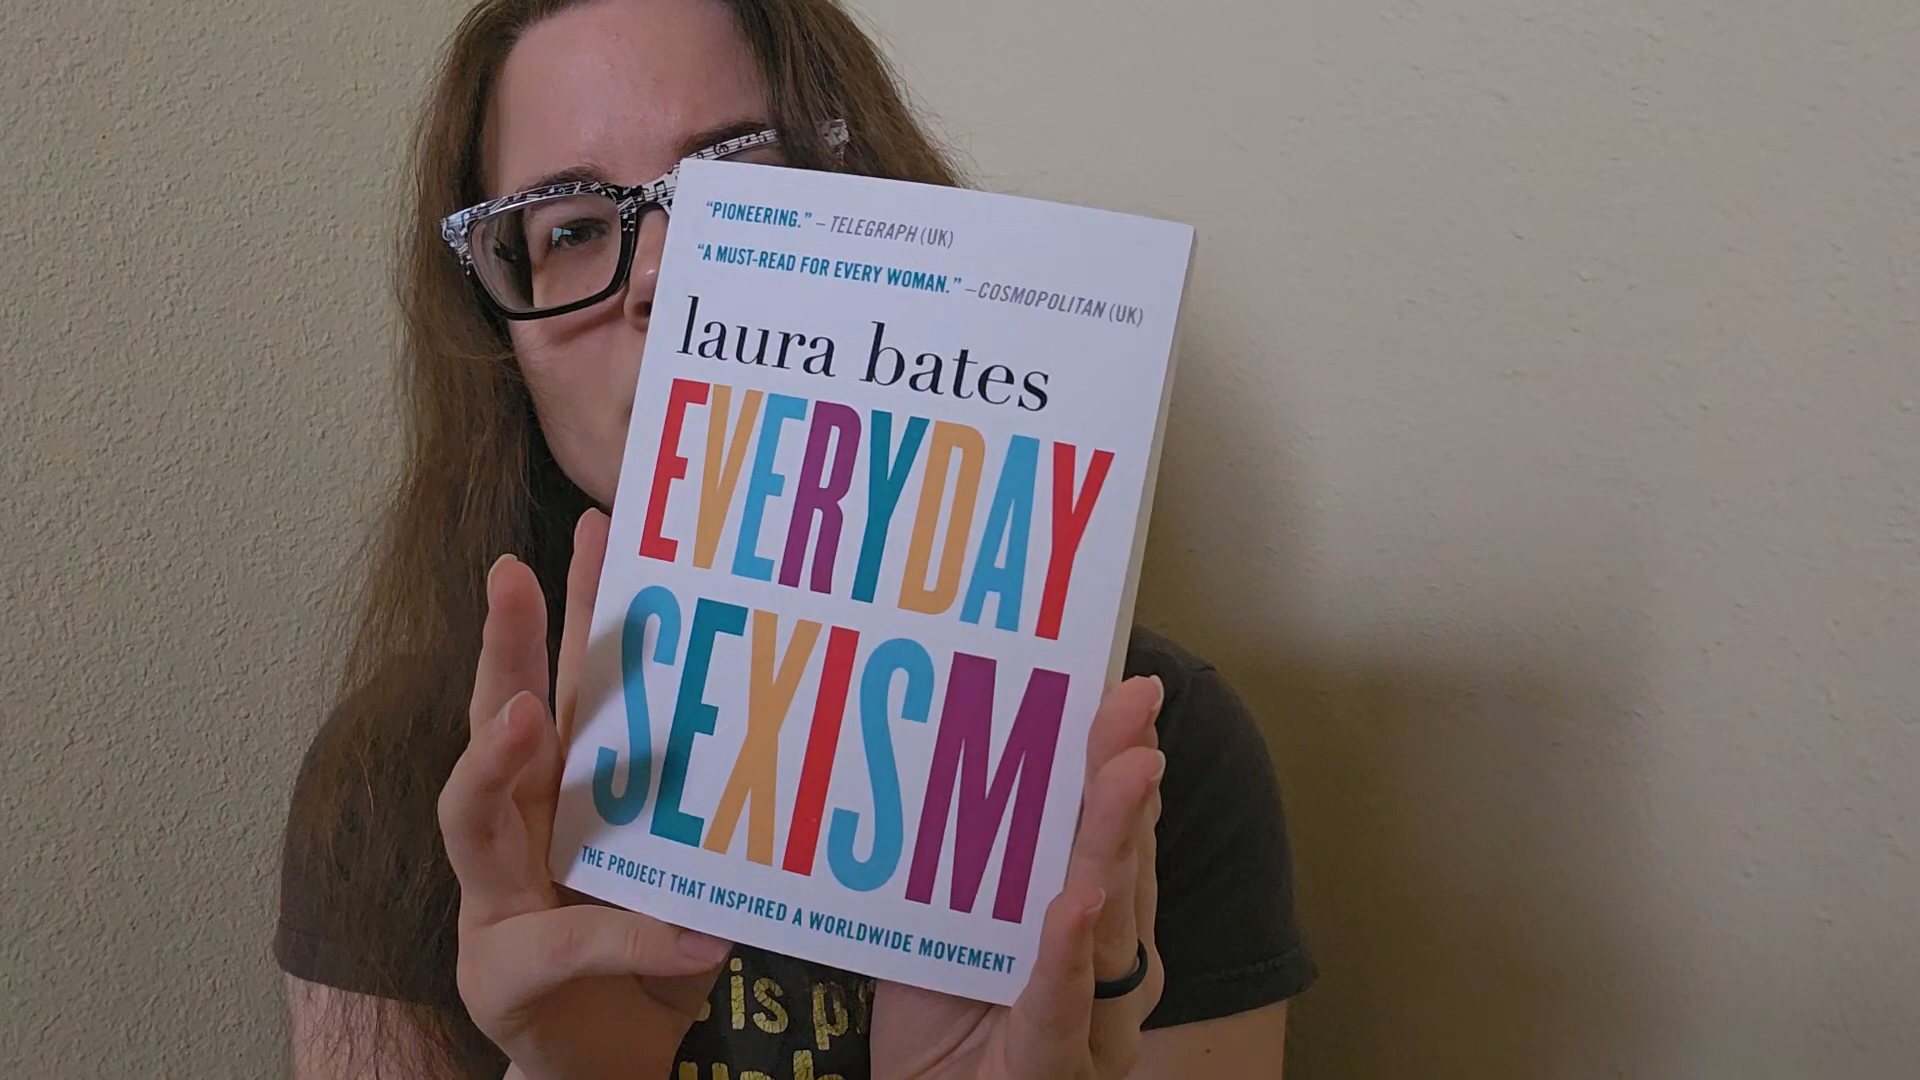 “PIONEERING.” – TELEGRAPH (UK)
“A MUST-READ FOR EVERY WOMAN.” – COSMOPOLITAN (UK)
laura bates
EVERYDAY
SEXISM
THE PROJECT THAT INSPIRED A WORLDWIDE MOVEMENT
is